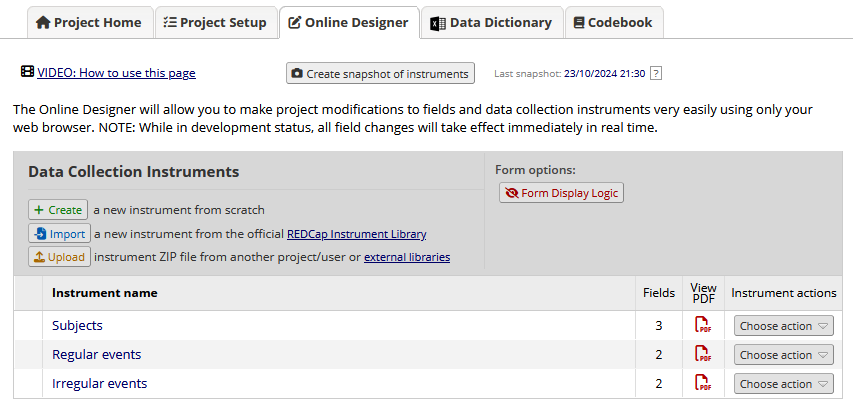 Project Home
Project Setup
Online Designer
Data Dictionary
Codebook
VIDEO: How to use this page
Create snapshot of instruments
Last snapshot: 23/10/2024 21:30 ?
The Online Designer will allow you to make project modifications to fields and data collection instruments very easily using only your
web browser. NOTE: While in development status, all field changes will take effect immediately in real time.
Data Collection Instruments
Form options:
Form Display Logic
Create a new instrument from scratch
Import a new instrument from the official REDCap Instrument Library
Upload instrument ZIP file from another project/user or external libraries
Instrument name Fields View PDF Instrument actions
Subjects 3 PDF Choose action
Regular events 2 PDF Choose action
Irregular events 2 PDF Choose action